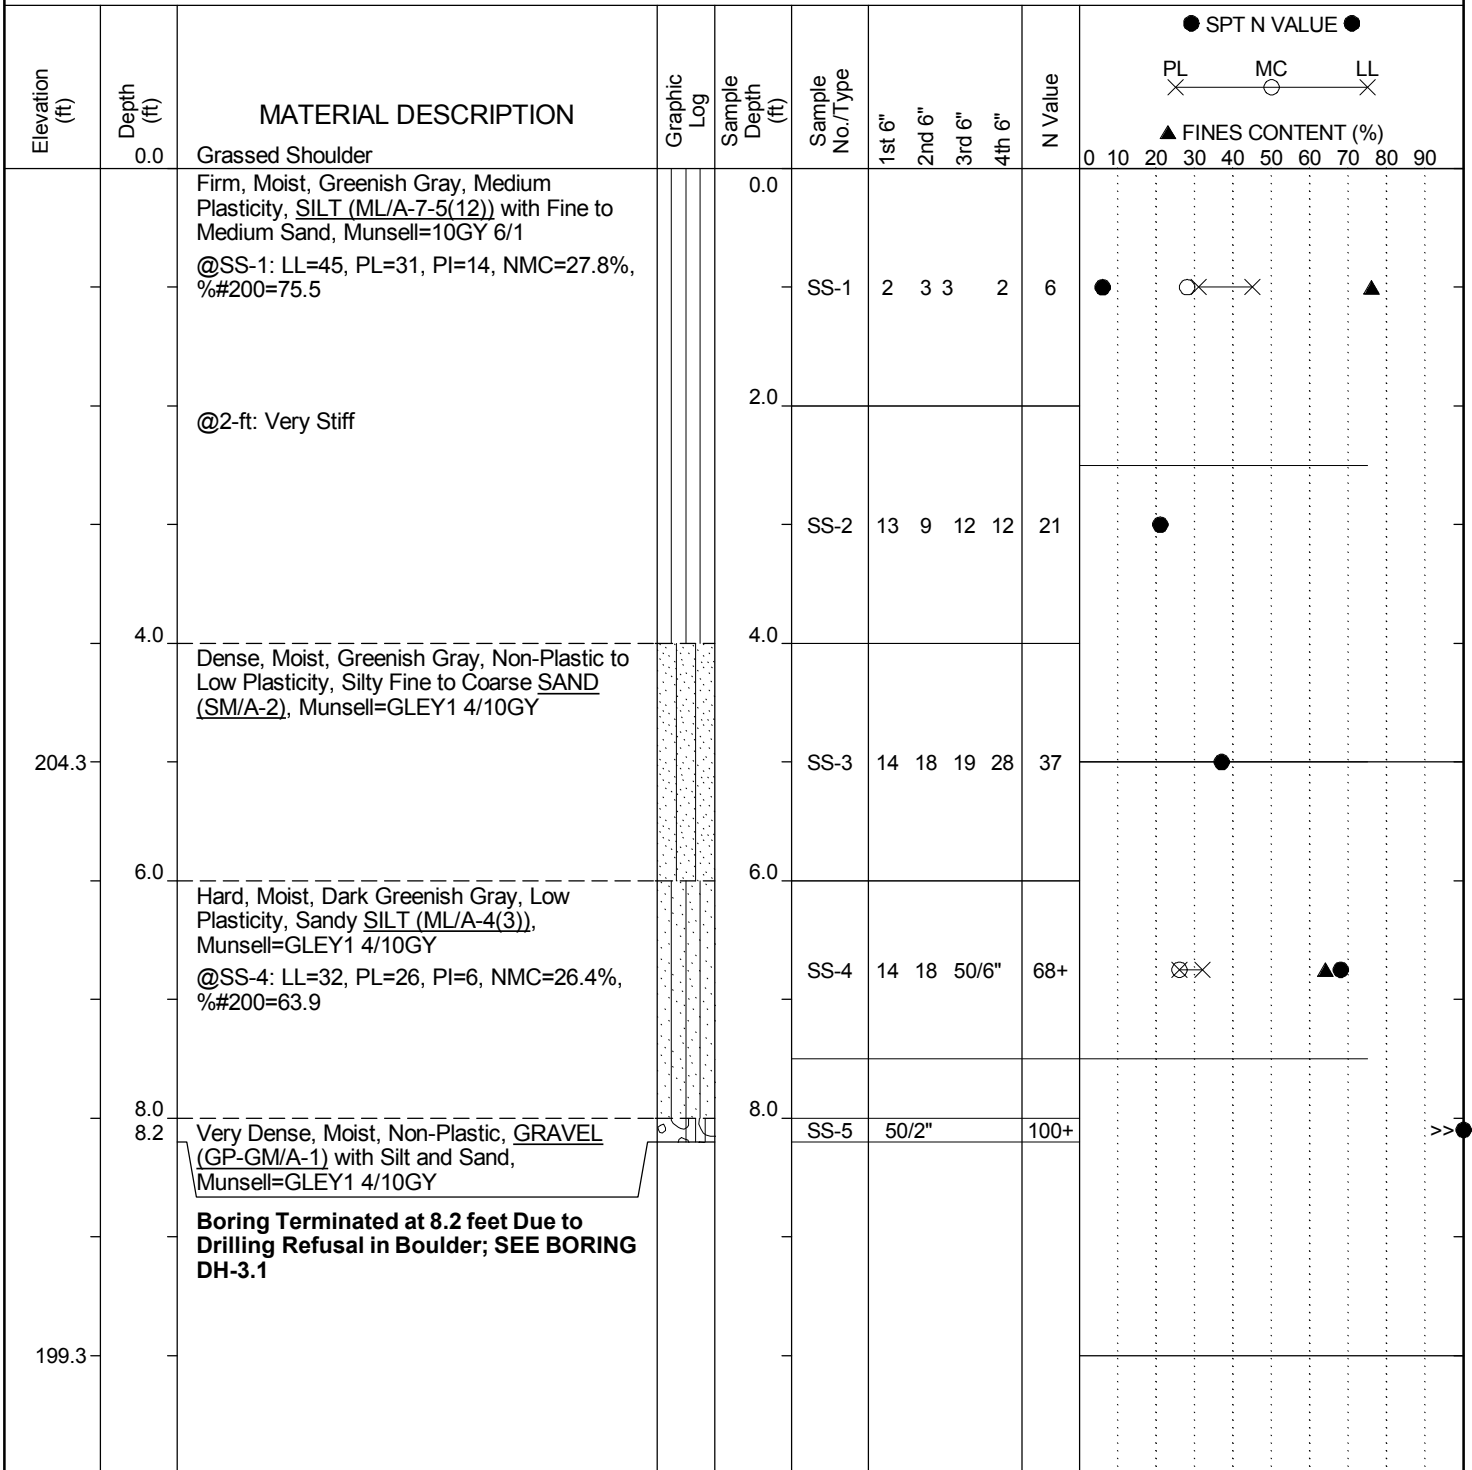 ● SPT N VALUE ●
PL MC LL
▲ FINES CONTENT (%)
0 10 20 30 40 50 60 70 80 90
Elevation
(ft)
Depth
(ft)
MATERIAL DESCRIPTION
Graphic
Log
Sample
Depth
(ft)
Sample
No./Type
1st 6"
2nd 6"
3rd 6"
4th 6"
N Value
0.0 Grassed Shoulder
Firm, Moist, Greenish Gray, Medium
Plasticity, SILT (ML/A-7-5(12)) with Fine to
Medium Sand, Munsell=10GY 6/1
@SS-1: LL=45, PL=31, PI=14, NMC=27.8%,
%#200=75.5
0.0
SS-1 2 3 3 2 6
2.0
@2-ft: Very Stiff
SS-2 13 9 12 12 21
4.0 4.0
Dense, Moist, Greenish Gray, Non-Plastic to
Low Plasticity, Silty Fine to Coarse SAND
(SM/A-2), Munsell=GLEY1 4/10GY
204.3 SS-3 14 18 19 28 37
6.0 6.0
Hard, Moist, Dark Greenish Gray, Low
Plasticity, Sandy SILT (ML/A-4(3)),
Munsell=GLEY1 4/10GY
@SS-4: LL=32, PL=26, PI=6, NMC=26.4%,
%#200=63.9
SS-4 14 18 50/6" 68+
8.0 8.0
8.2 Very Dense, Moist, Non-Plastic, GRAVEL
(GP-GM/A-1) with Silt and Sand,
Munsell=GLEY1 4/10GY
SS-5 50/2" 100+ >>
Boring Terminated at 8.2 feet Due to
Drilling Refusal in Boulder; SEE BORING
DH-3.1
199.3